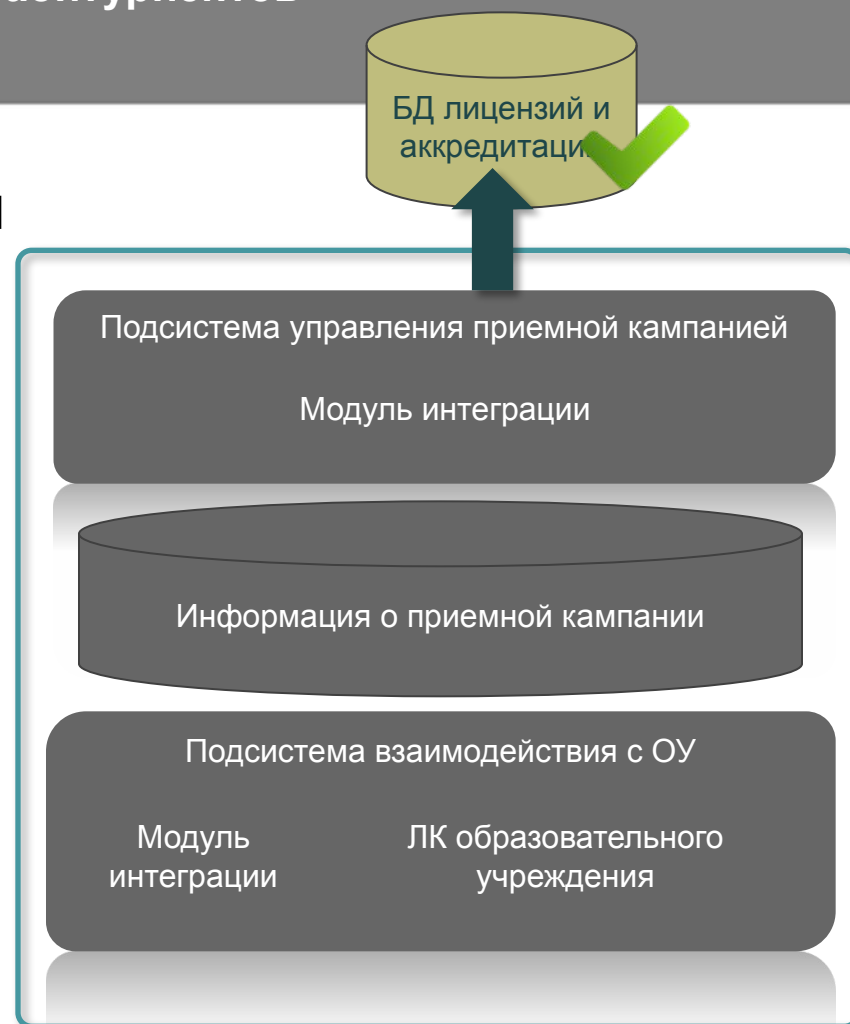 БД лицензий и
аккредитаци
Подсистема управления приемной кампанией
Модуль интеграции
Информация о приемной кампании
Подсистема взаимодействия с ОУ
Модуль
интеграции
ЛК образовательного
учреждения